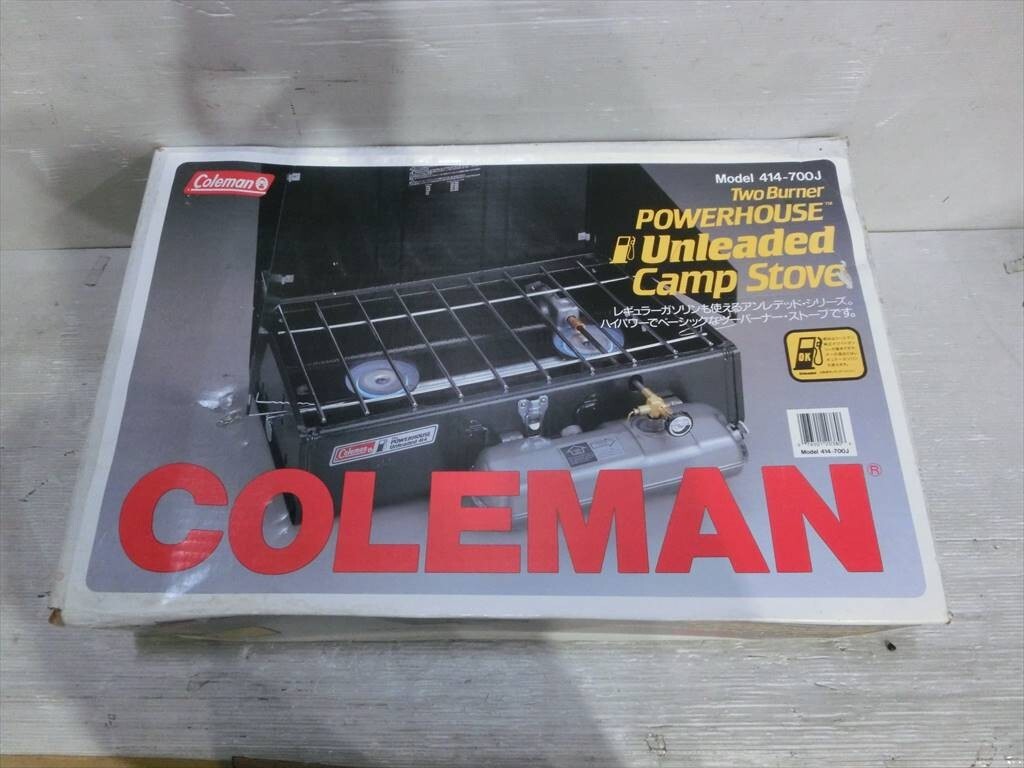 Coleman
Model 414-700J
Two Burner
POWERHOUSE™
Unleaded
Camp Stove
レギュラーガソリンも使えるアンレデッド・シリーズ。
ハイパワーでベーシックなツーバーナー・ストーブです。
OK
Coleman
POWERHOUSE
Unleaded 414
Model 414-700J
COLEMAN®